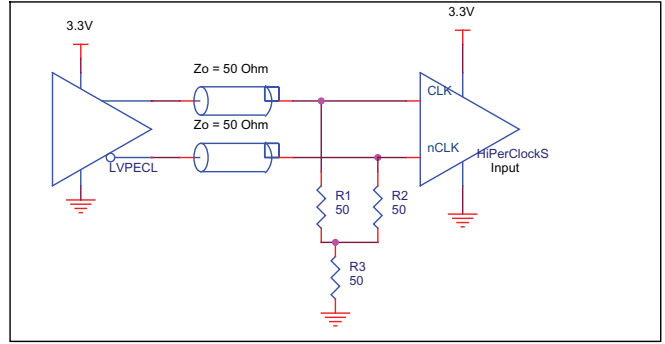 3.3V
3.3V
Zo = 50 Ohm
CLK
Zo = 50 Ohm
nCLK
LVPECL
HiPerClockS
Input
R1
50
R2
50
R3
50